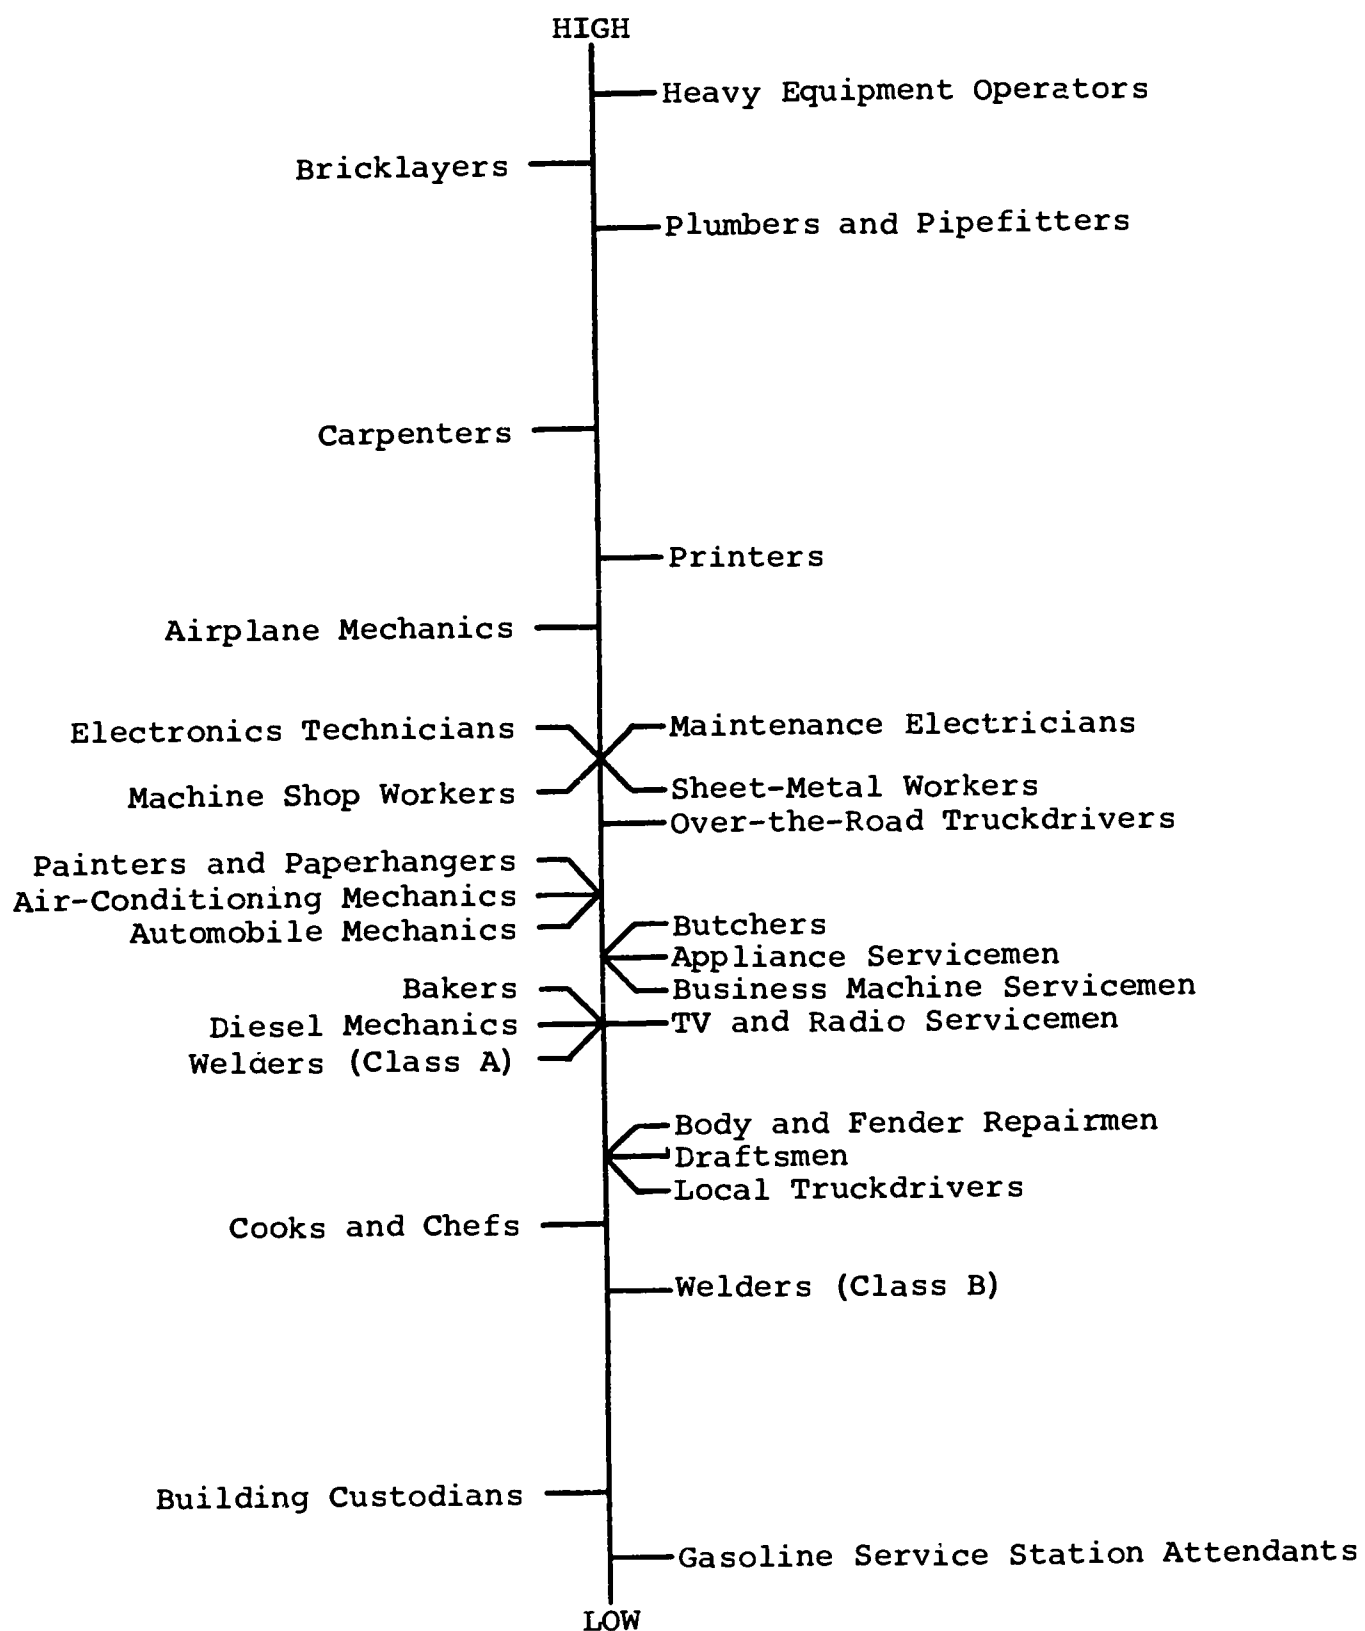 HIGH
Heavy Equipment Operators
Bricklayers
Plumbers and Pipefitters
Carpenters
Printers
Airplane Mechanics
Electronics Technicians
Maintenance Electricians
Machine Shop Workers
Sheet-Metal Workers
Over-the-Road Truckdrivers
Painters and Paperhangers
Air-Conditioning Mechanics
Automobile Mechanics
Butchers
Appliance Servicemen
Business Machine Servicemen
Bakers
Diesel Mechanics
TV and Radio Servicemen
Welders (Class A)
Body and Fender Repairmen
Draftsmen
Local Truckdrivers
Cooks and Chefs
Welders (Class B)
Building Custodians
Gasoline Service Station Attendants
LOW